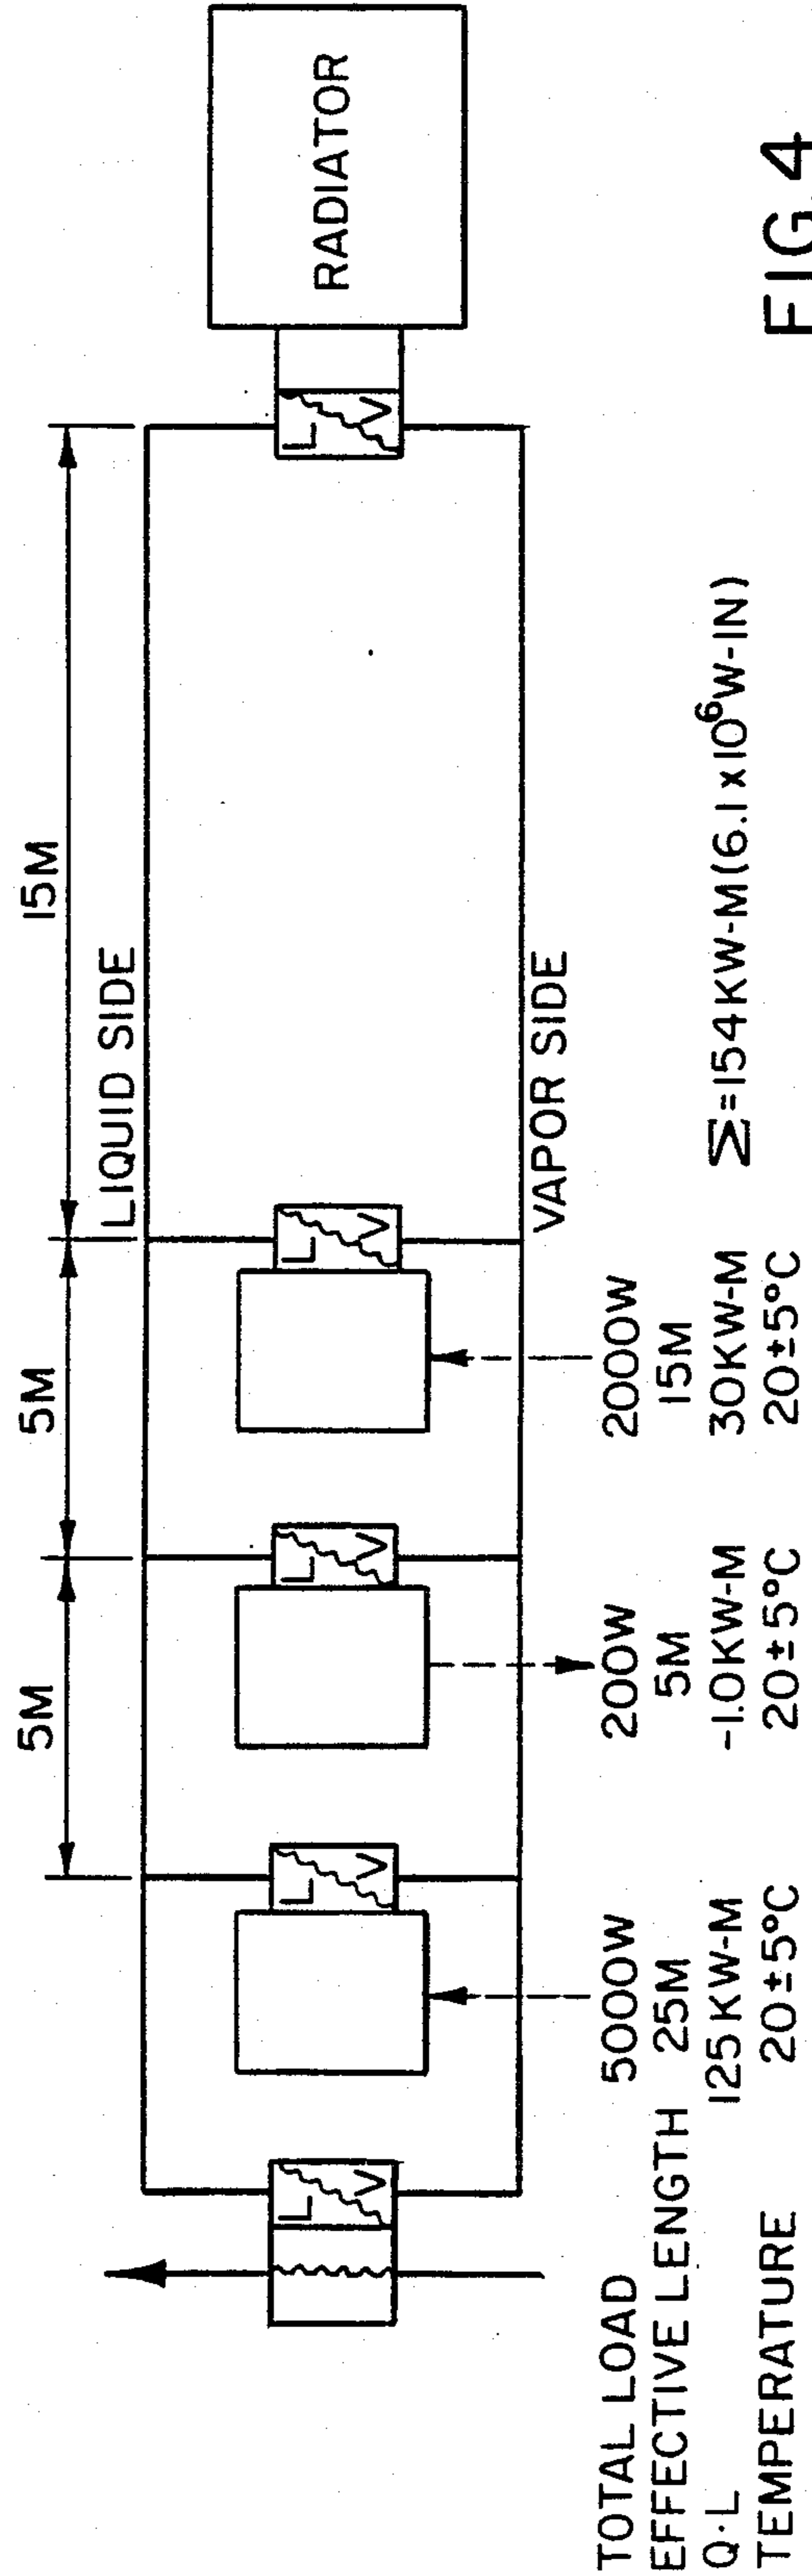 15M
5M
5M
LIQUID SIDE
RADIATOR
L V
L V
L V
L V
L V
VAPOR SIDE
TOTAL LOAD 5000W 200W 2000W
EFFECTIVE LENGTH 25M 5M 15M
Q·L 125KW-M -1.0KW-M 30KW-M Σ=154KW-M(6.1x10⁶W-IN)
TEMPERATURE 20±5°C 20±5°C 20±5°C
FIG. 4